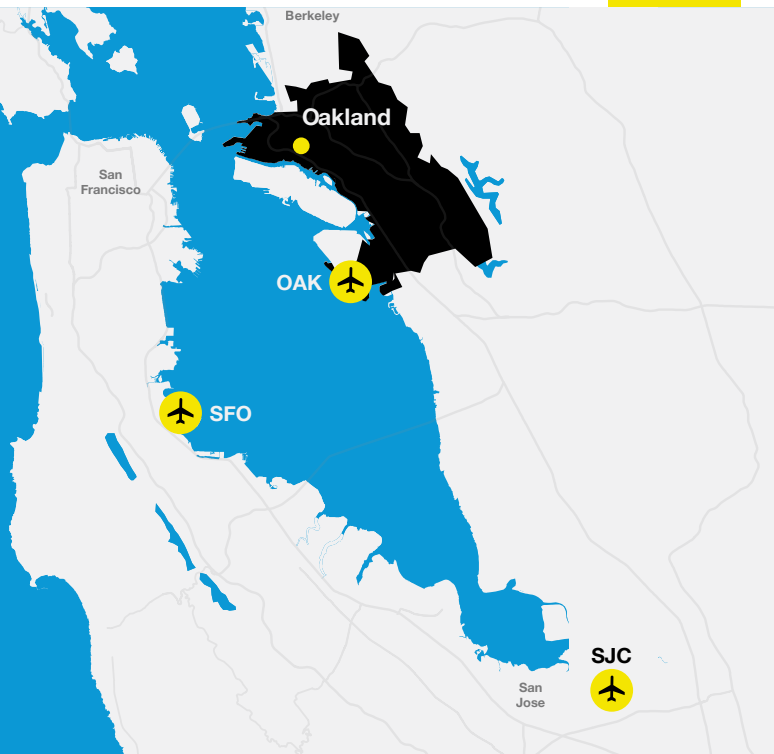 Berkeley
Oakland
San
Francisco
OAK
SFO
SJC
San
Jose